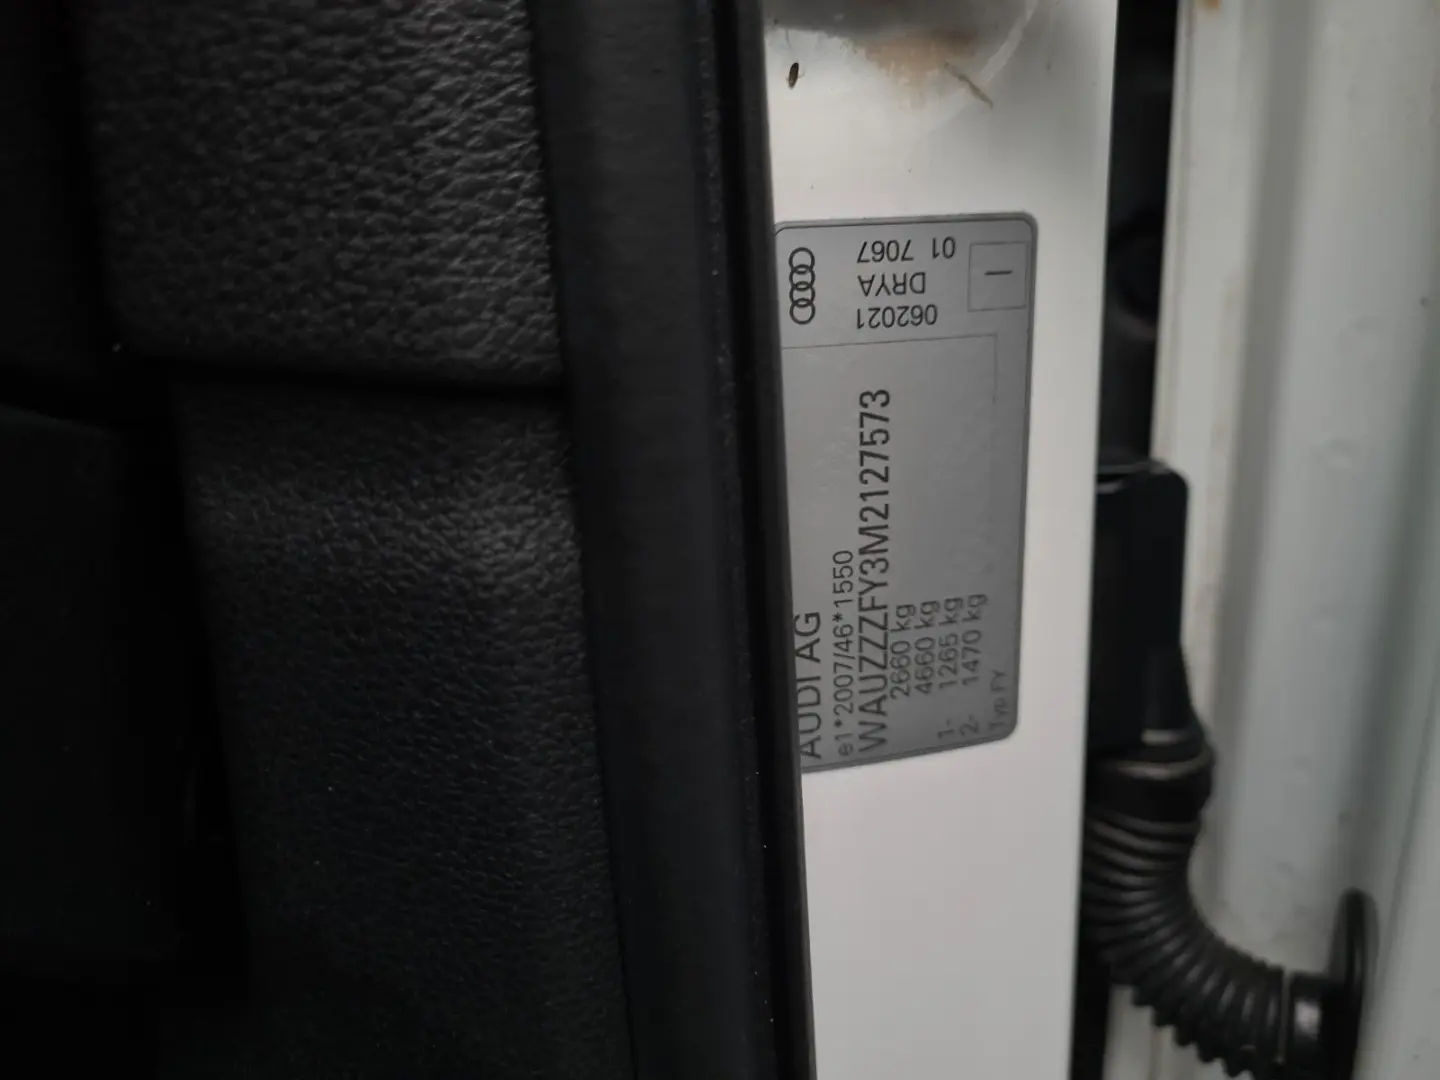 AUDI AG
e1*2007/46*1550
WAUZZZFY3M2127573
2660 kg
4660 kg
1- 1265 kg
2- 1470 kg
Typ FY
062021
DRYA
01 7067